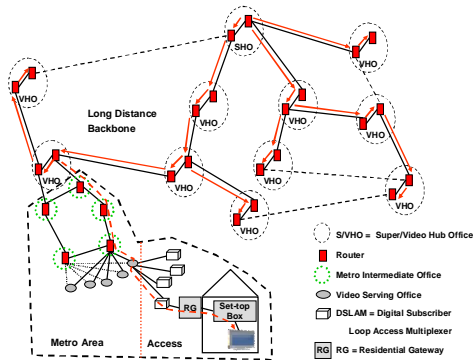 SHO
VHO
VHO
VHO
Long Distance
Backbone
VHO
VHO
VHO
VHO
VHO
VHO
S/VHO = Super/Video Hub Office
Router
Metro Intermediate Office
Video Serving Office
DSLAM = Digital Subscriber
Loop Access Multiplexer
RG = Residential Gateway
RG
RG
Set-top
Box
Metro Area
Access